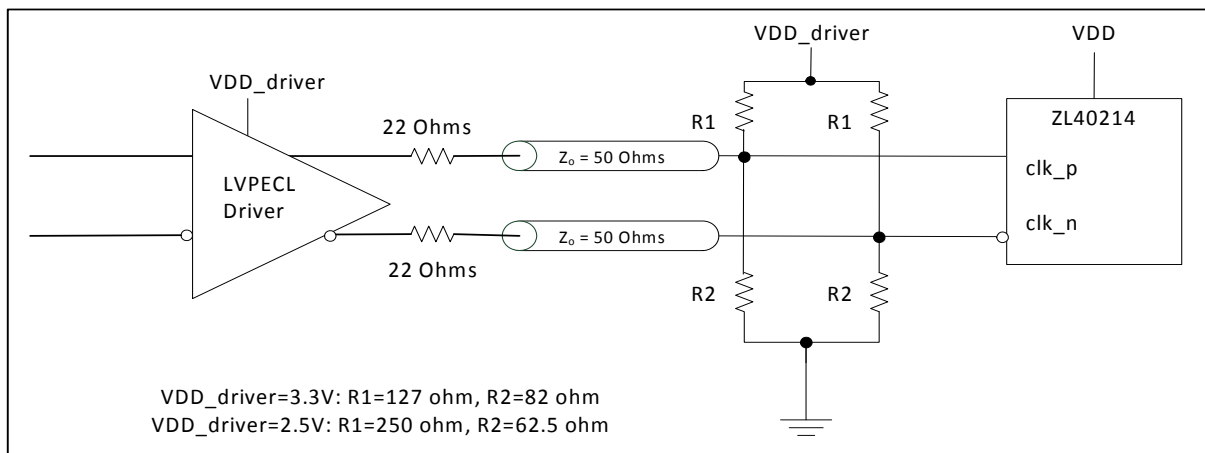 VDD_driver
VDD
VDD_driver
22 Ohms
R1
R1
ZL40214
Zₒ = 50 Ohms
clk_p
LVPECL
Driver
clk_n
Zₒ = 50 Ohms
22 Ohms
R2
R2
VDD_driver=3.3V: R1=127 ohm, R2=82 ohm
VDD_driver=2.5V: R1=250 ohm, R2=62.5 ohm